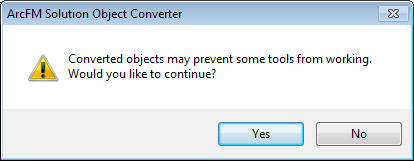 ArcFM Solution Object Converter
Converted objects may prevent some tools from working.
Would you like to continue?
Yes
No